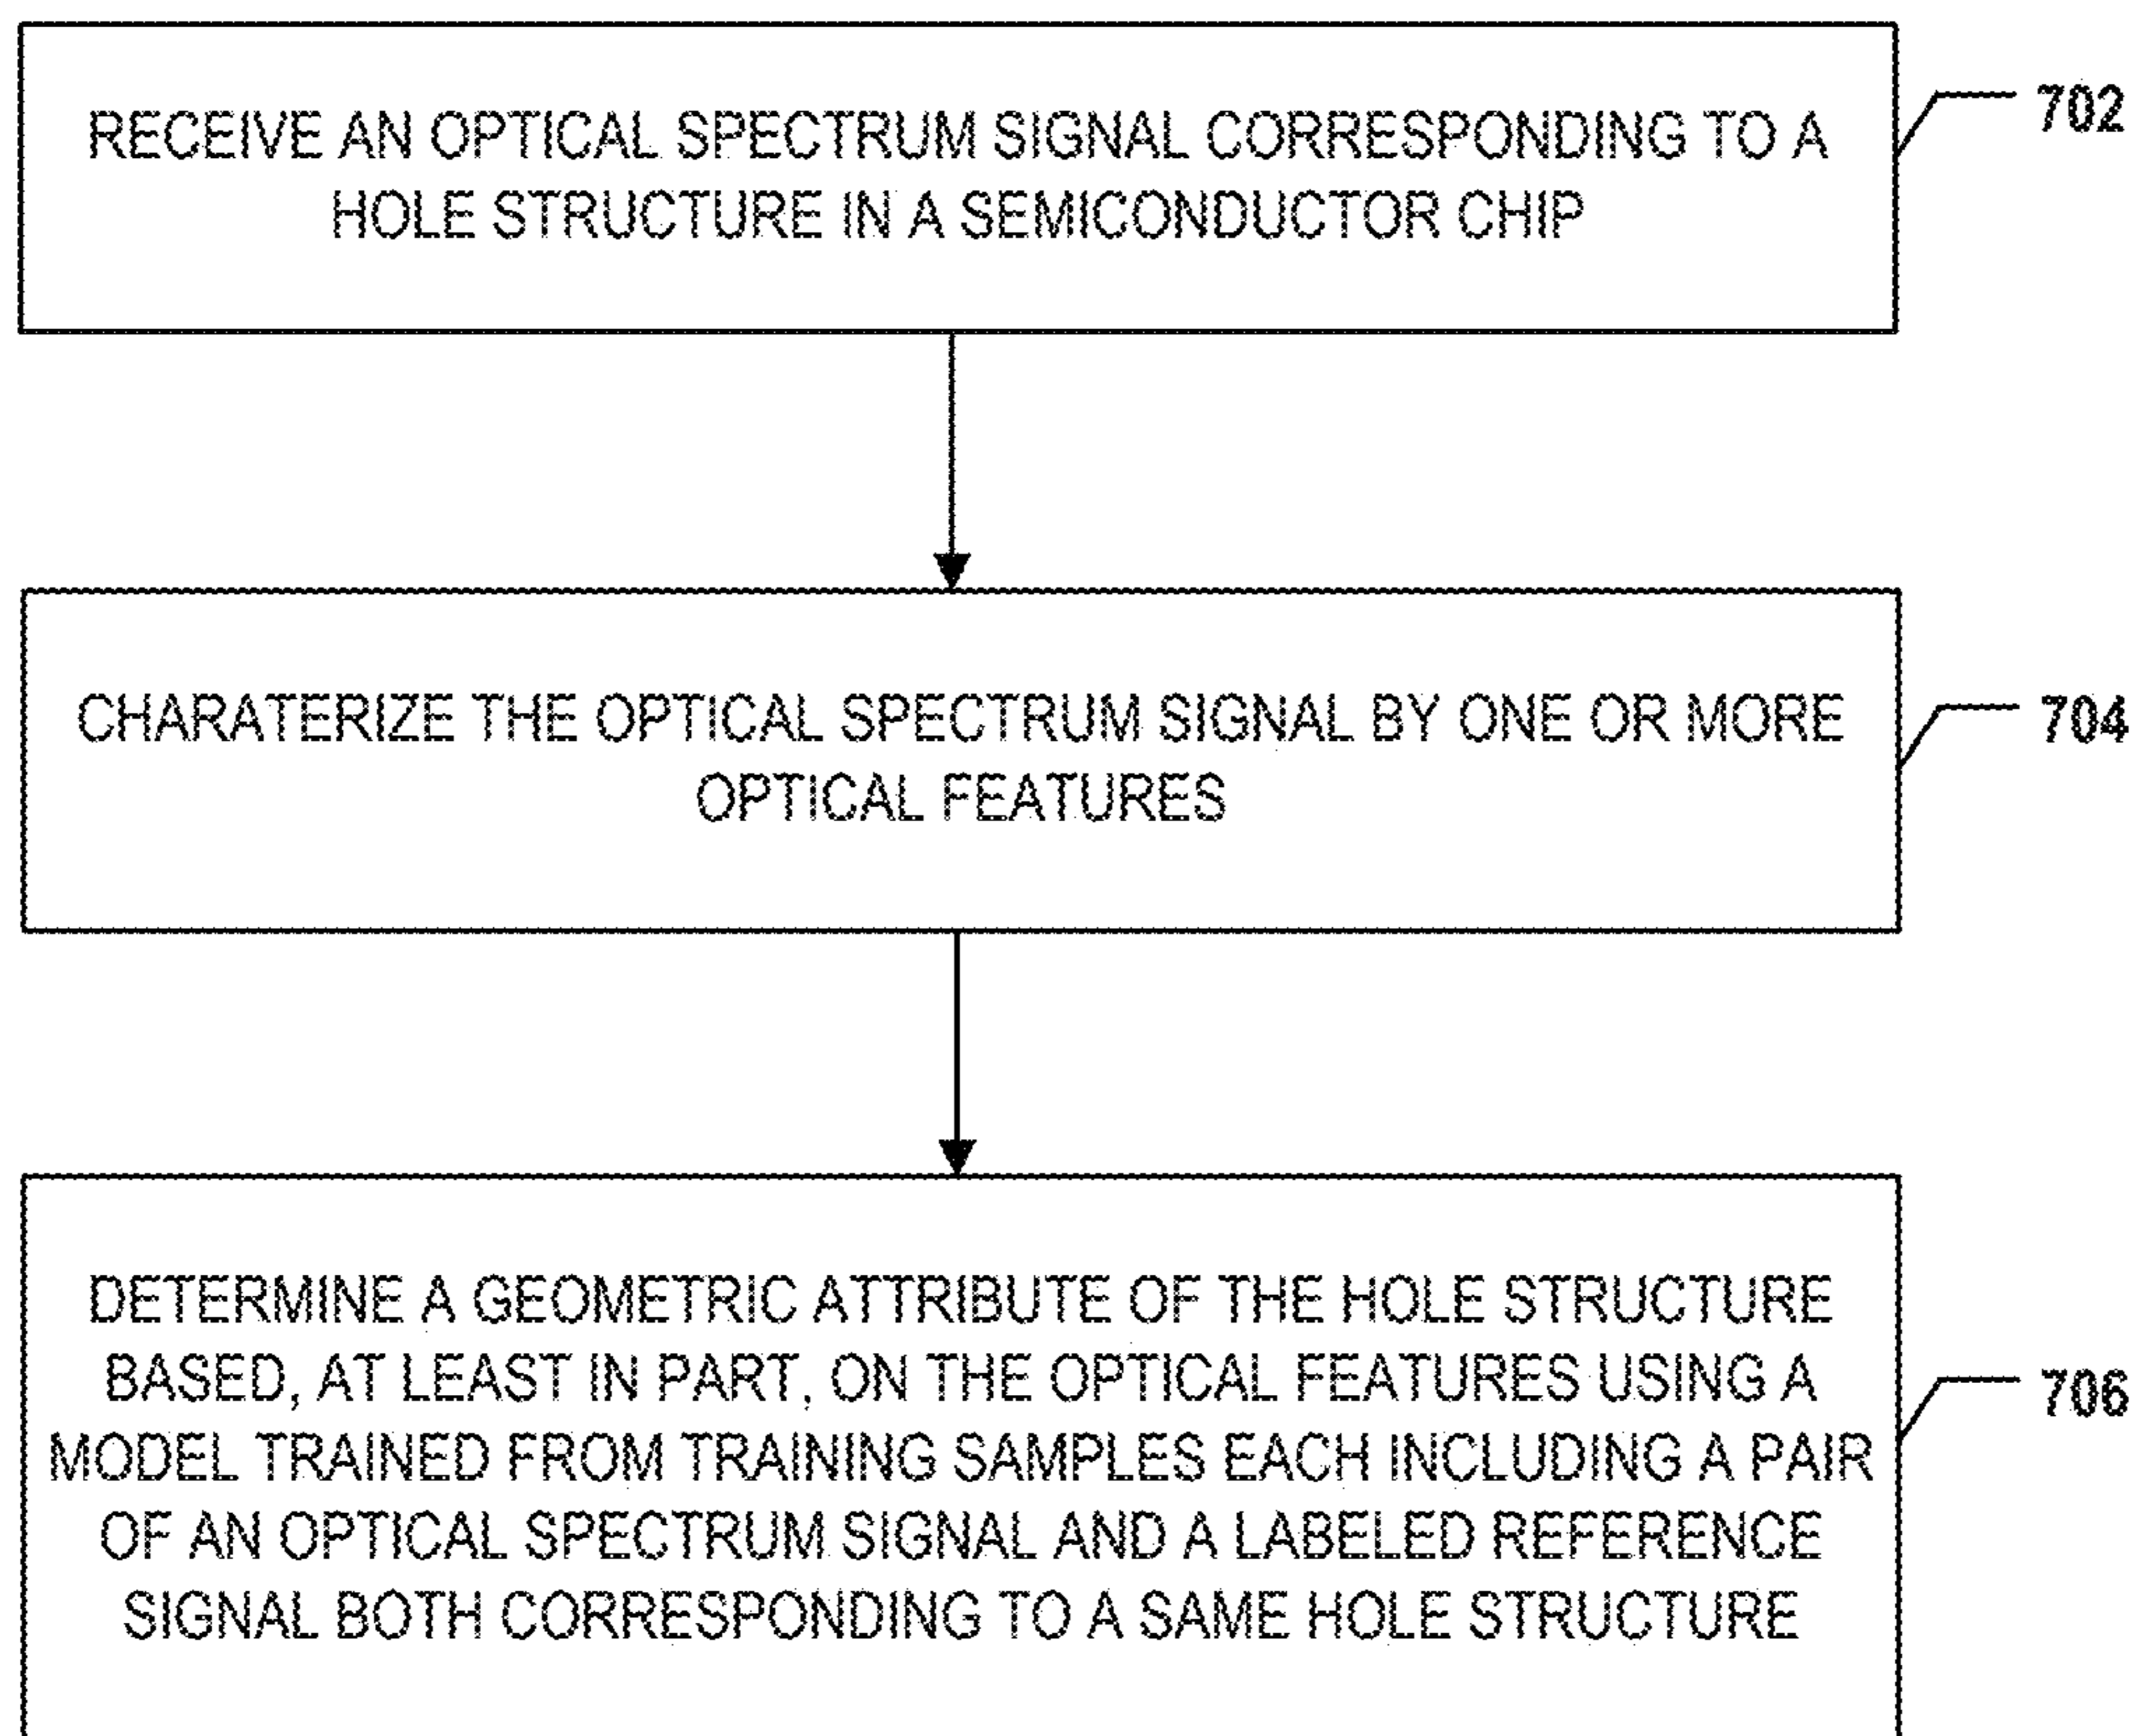 RECEIVE AN OPTICAL SPECTRUM SIGNAL CORRESPONDING TO A
HOLE STRUCTURE IN A SEMICONDUCTOR CHIP
702
CHARATERIZE THE OPTICAL SPECTRUM SIGNAL BY ONE OR MORE
OPTICAL FEATURES
704
DETERMINE A GEOMETRIC ATTRIBUTE OF THE HOLE STRUCTURE
BASED, AT LEAST IN PART, ON THE OPTICAL FEATURES USING A
MODEL TRAINED FROM TRAINING SAMPLES EACH INCLUDING A PAIR
OF AN OPTICAL SPECTRUM SIGNAL AND A LABELED REFERENCE
SIGNAL BOTH CORRESPONDING TO A SAME HOLE STRUCTURE
706